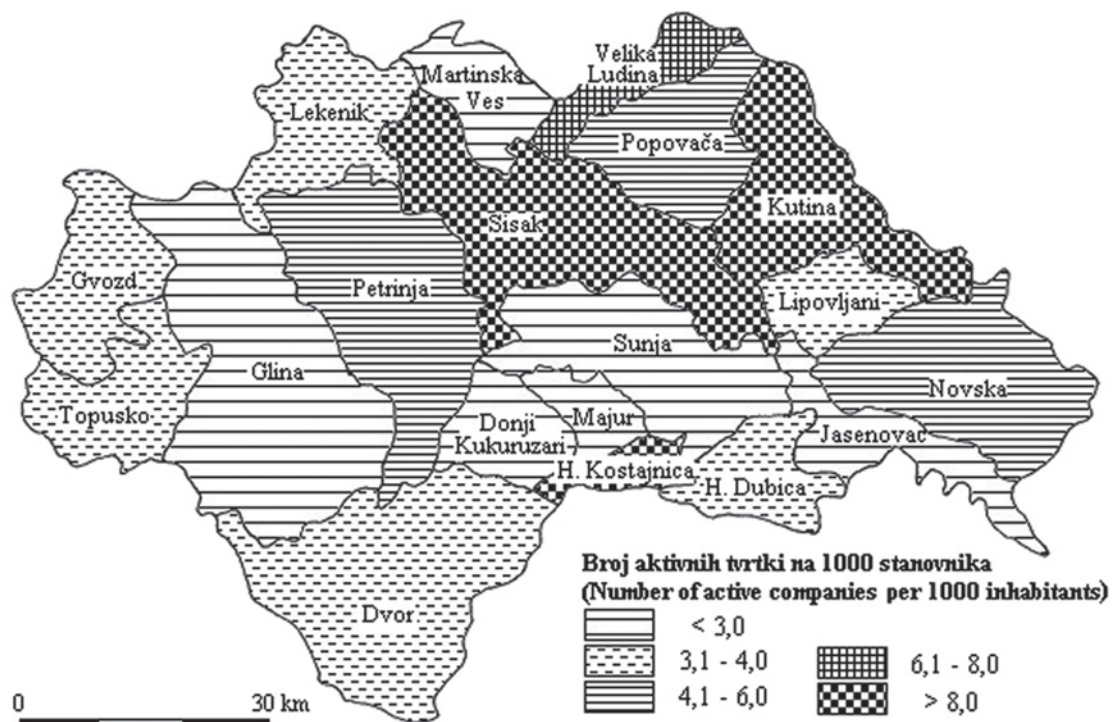 Velika
Ludina
Martinska
Ves
Lekenik
Popovača
Kutina
Sisak
Gvozd
Petrinja
Lipovljani
Sunja
Glina
Novska
Topusko
Donji
Kukuruzari
Majur
Jasenovac
H. Kostajnica
H. Dubica
Dvor
Broj aktivnih tvrtki na 1000 stanovnika
(Number of active companies per 1000 inhabitants)
< 3,0
3,1 - 4,0
4,1 - 6,0
6,1 - 8,0
> 8,0
0 30 km